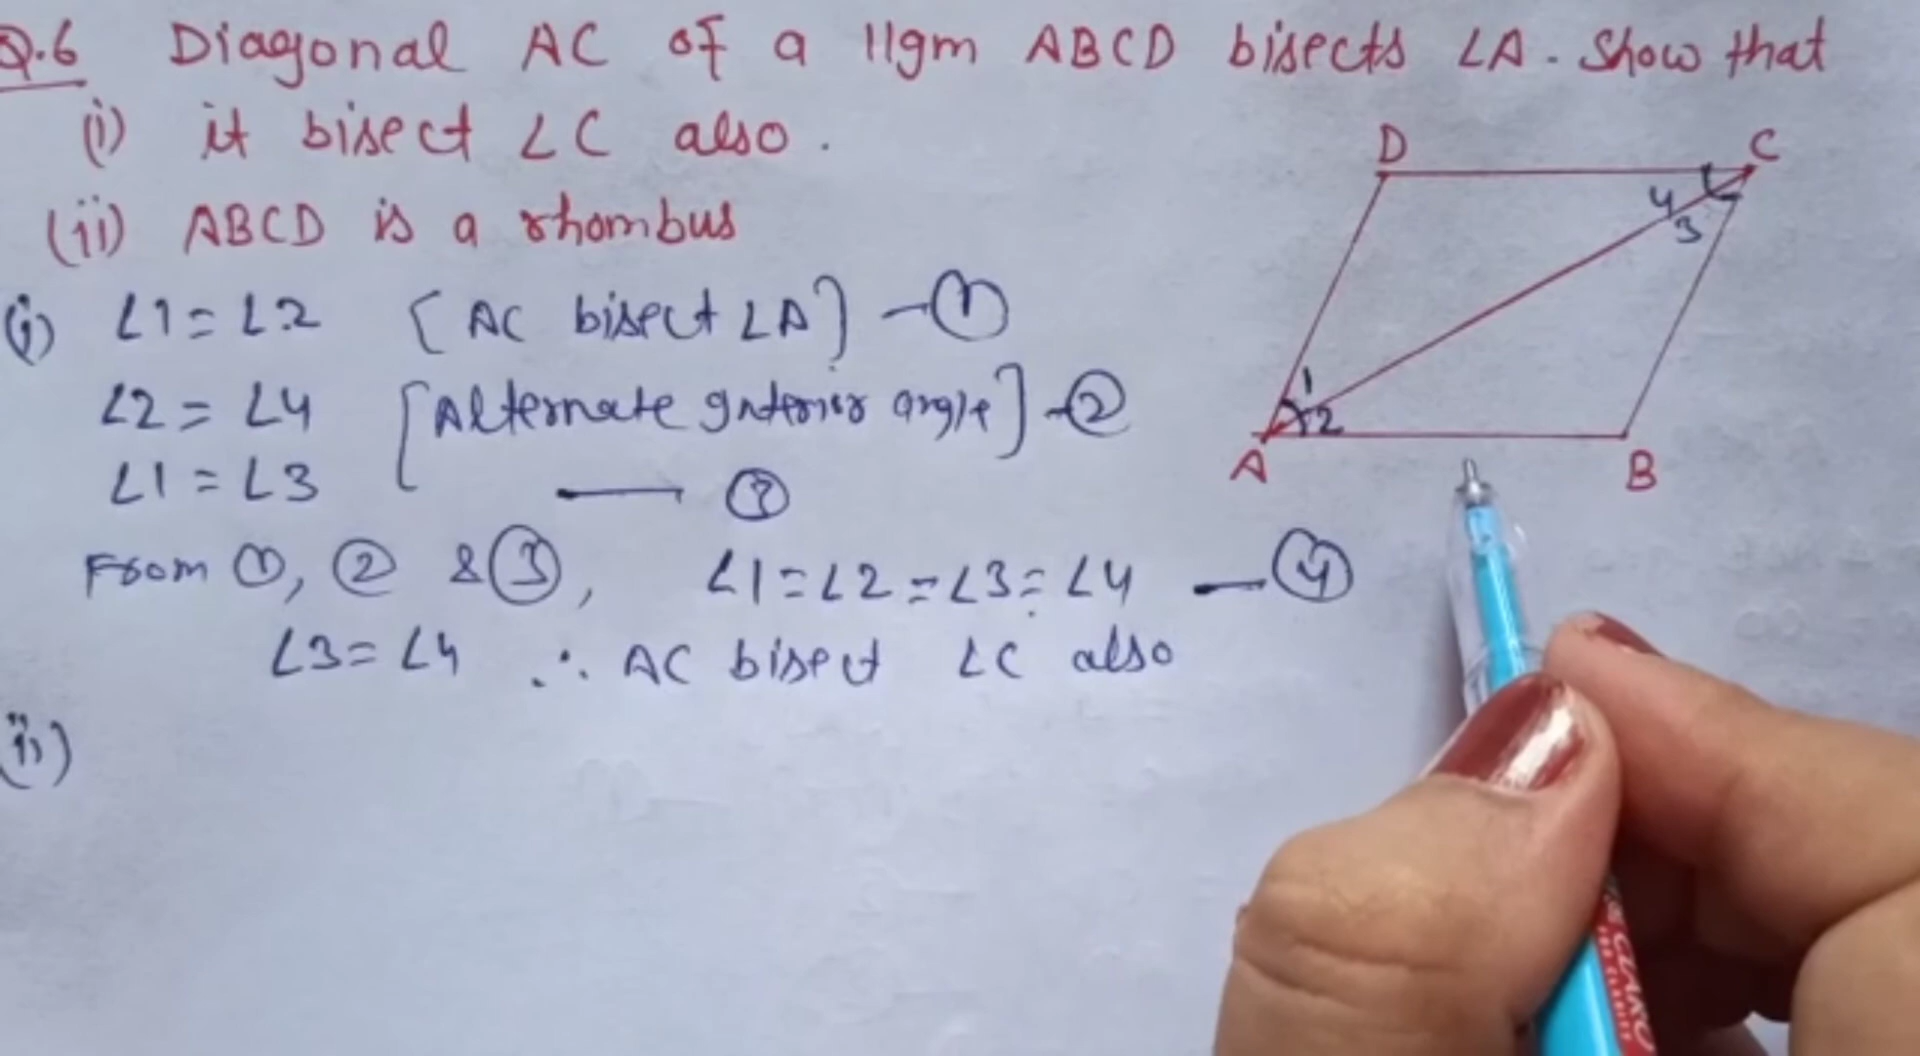 Q.6 Diagonal AC of a ||gm ABCD bisects ∠A. Show that
(i) it bisect ∠C also.
(ii) ABCD is a rhombus
(i) ∠1=∠2 [AC bisect ∠A] —①
∠2=∠4 [Alternate interior angle] —②
∠1=∠3 —③
From ①, ② & ③, ∠1=∠2=∠3=∠4 —④
∠3=∠4 ∴ AC bisect ∠C also
(ii)
D C
4
3
1
2
A B